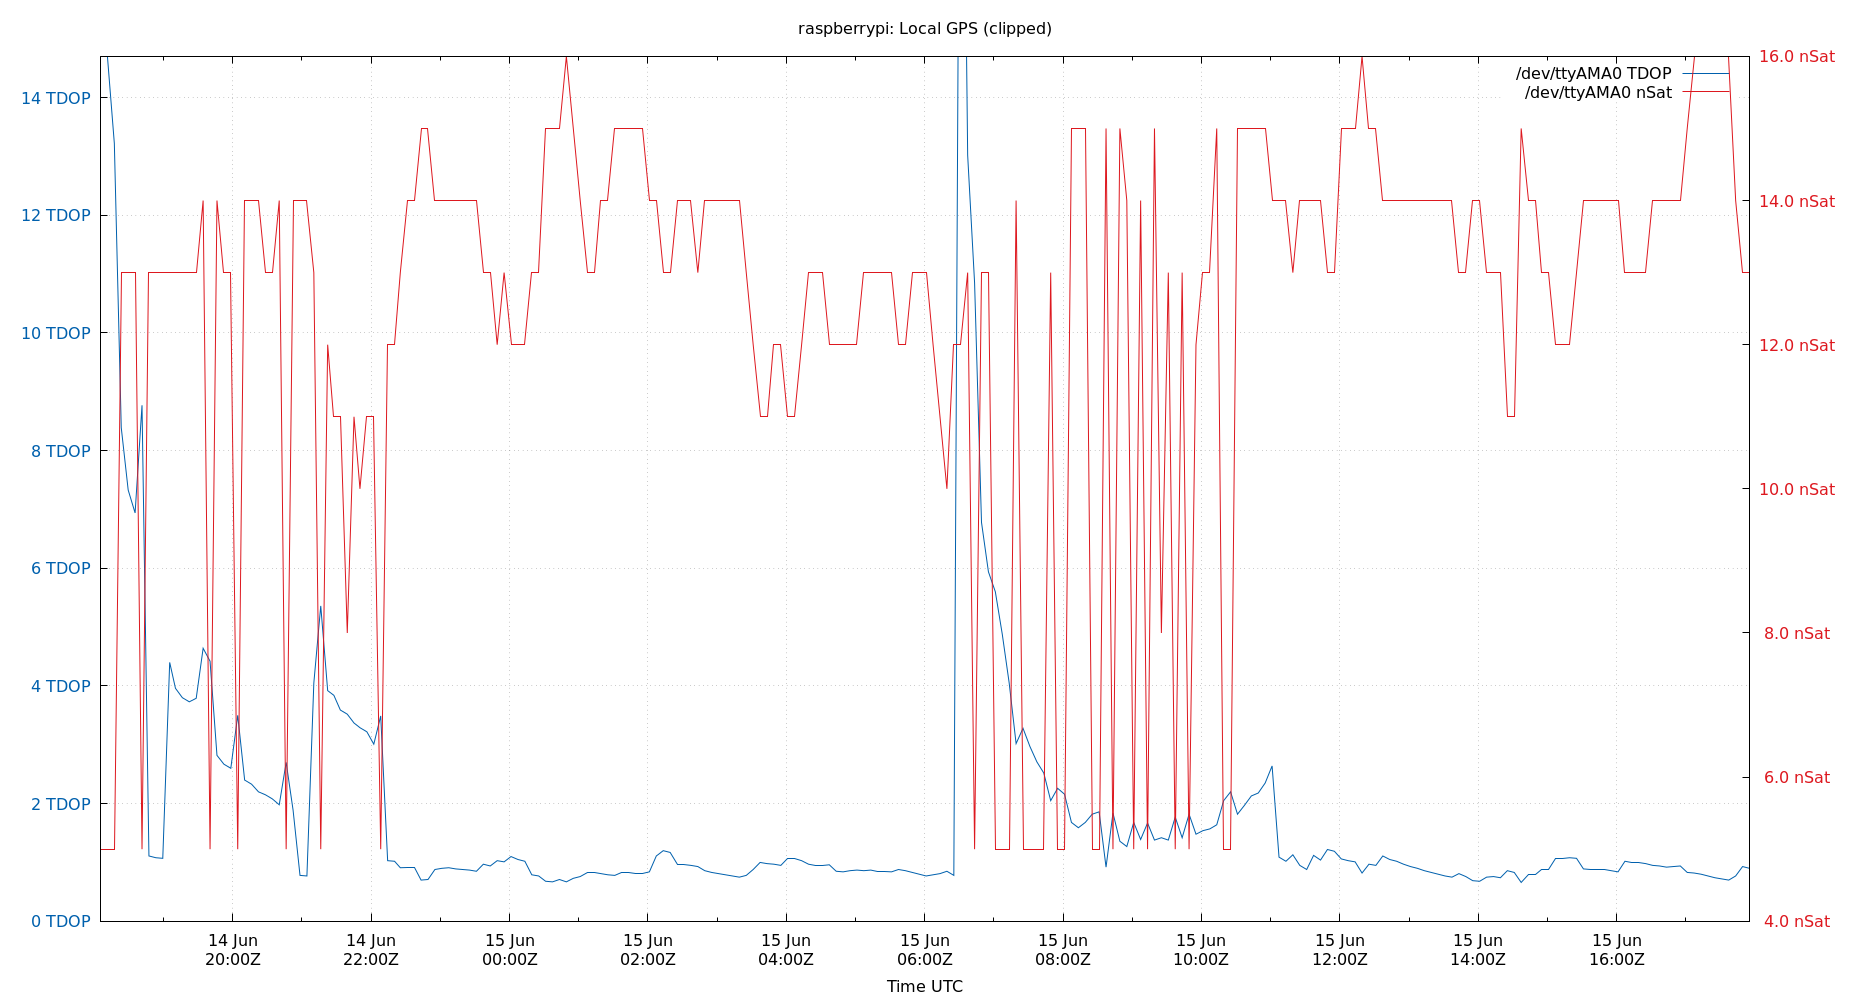 raspberrypi: Local GPS (clipped)
/dev/ttyAMA0 TDOP
/dev/ttyAMA0 nSat
14 TDOP
12 TDOP
10 TDOP
8 TDOP
6 TDOP
4 TDOP
2 TDOP
0 TDOP
16.0 nSat
14.0 nSat
12.0 nSat
10.0 nSat
8.0 nSat
6.0 nSat
4.0 nSat
14 Jun
20:00Z
14 Jun
22:00Z
15 Jun
00:00Z
15 Jun
02:00Z
15 Jun
04:00Z
15 Jun
06:00Z
15 Jun
08:00Z
15 Jun
10:00Z
15 Jun
12:00Z
15 Jun
14:00Z
15 Jun
16:00Z
Time UTC